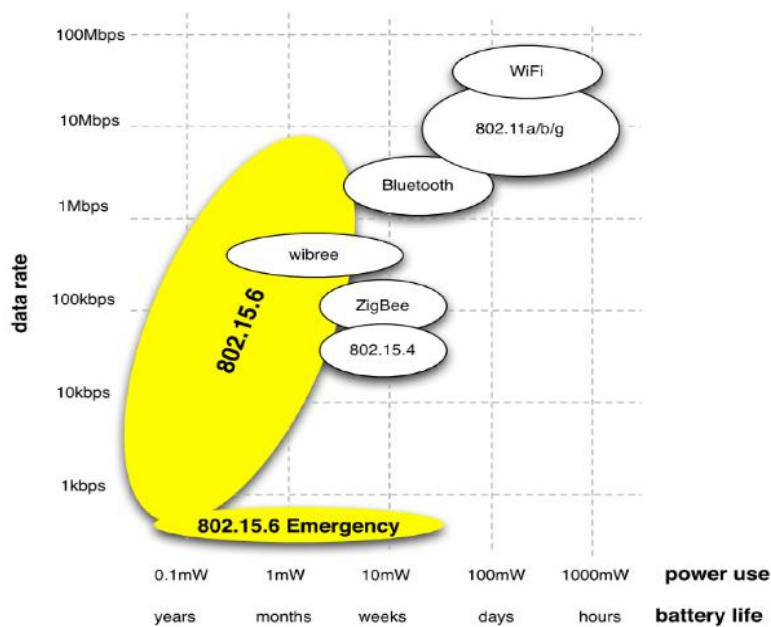 100Mbps
WiFi
10Mbps
802.11a/b/g
Bluetooth
1Mbps
wibree
data rate
100kbps
ZigBee
802.15.6
802.15.4
10kbps
1kbps
802.15.6 Emergency
0.1mW 1mW 10mW 100mW 1000mW power use
years months weeks days hours battery life